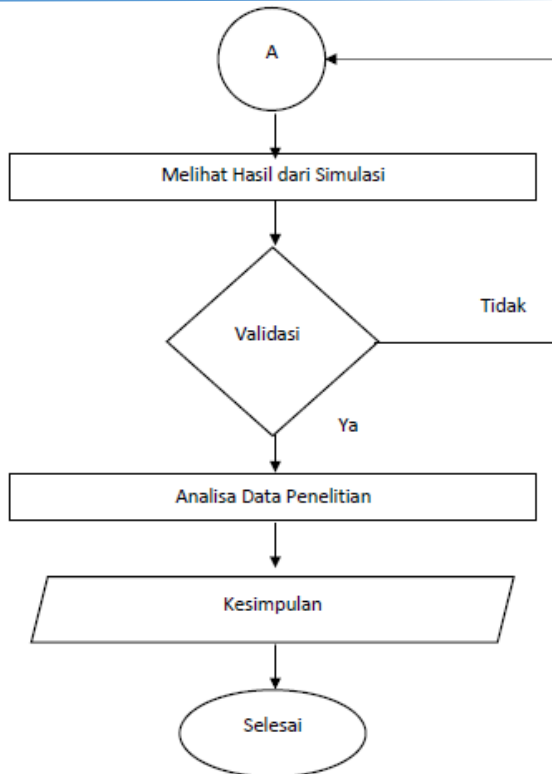 A
Melihat Hasil dari Simulasi
Validasi
Tidak
Ya
Analisa Data Penelitian
Kesimpulan
Selesai